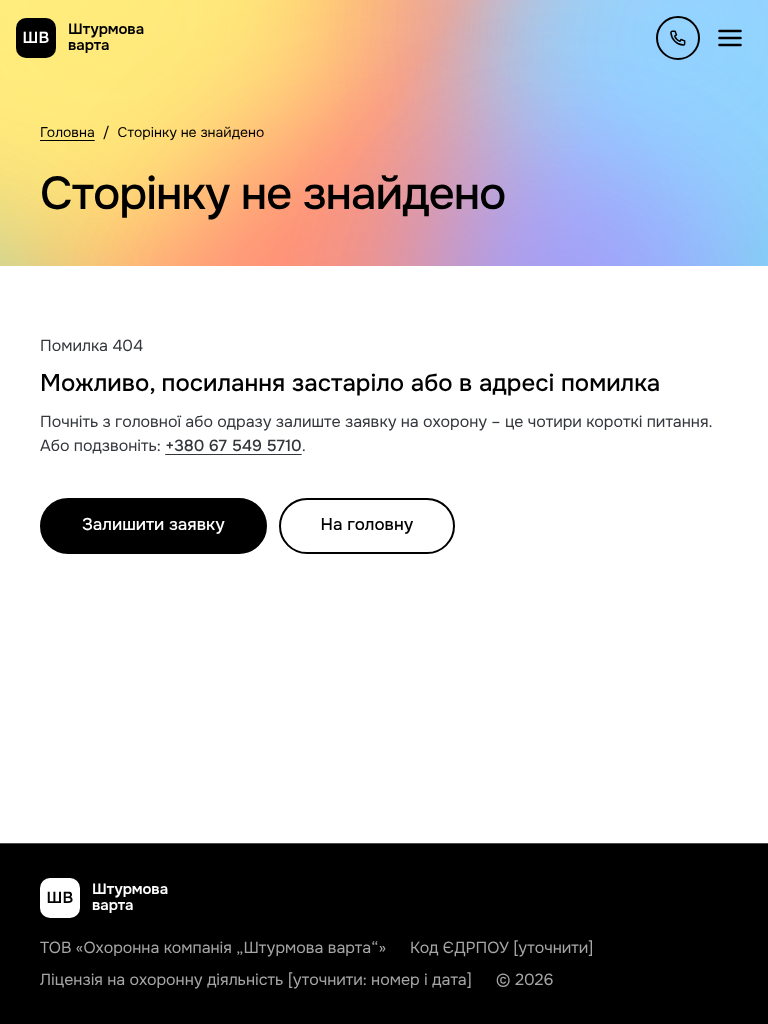 ШВ
Штурмова
варта
Головна / Сторінку не знайдено
Сторінку не знайдено
Помилка 404
Можливо, посилання застаріло або в адресі помилка
Почніть з головної або одразу залиште заявку на охорону – це чотири короткі питання.
Або подзвоніть: +380 67 549 5710.
Залишити заявку
На головну
ШВ
Штурмова
варта
ТОВ «Охоронна компанія „Штурмова варта“» Код ЄДРПОУ [уточнити]
Ліцензія на охоронну діяльність [уточнити: номер і дата] © 2026